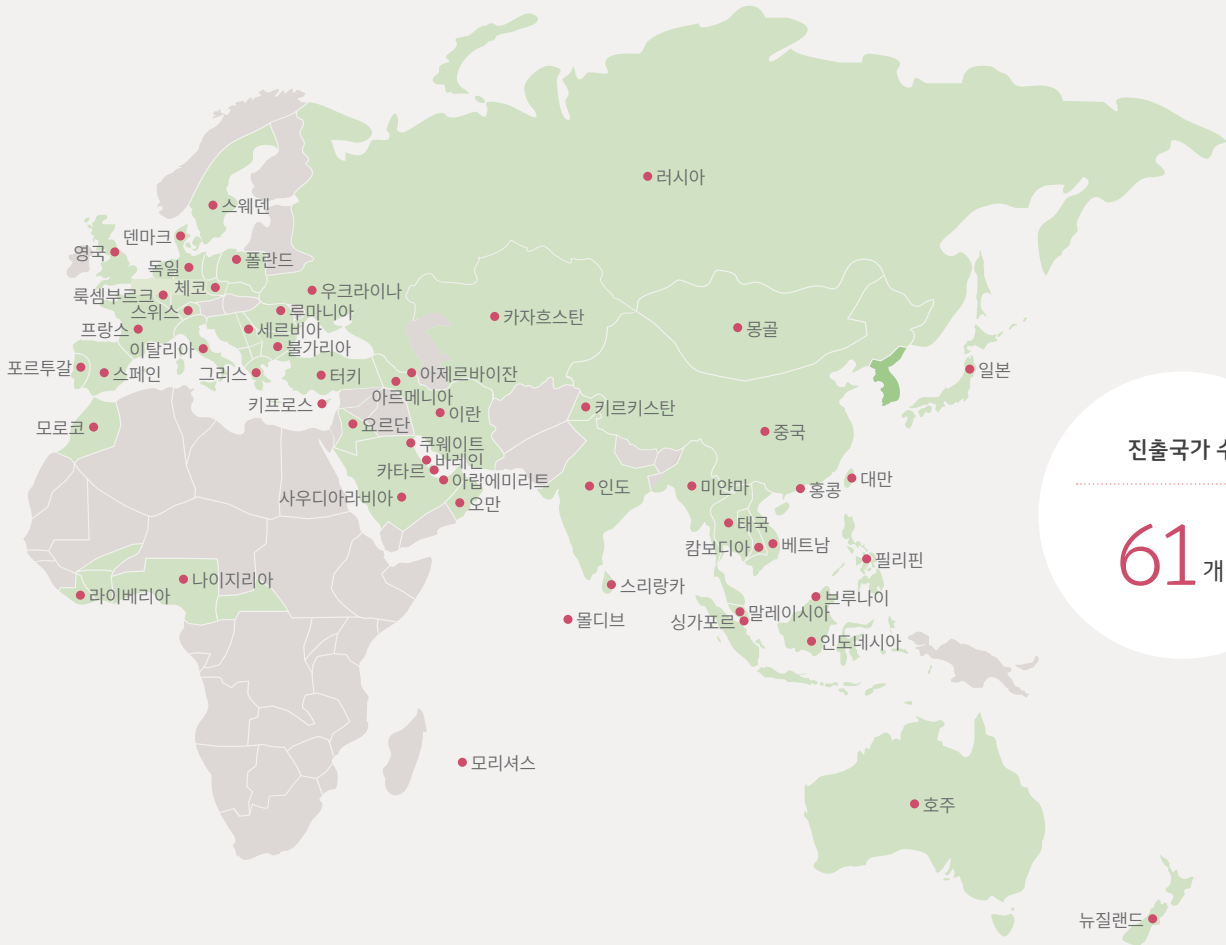 러시아
스웨덴
덴마크
영국
독일
폴란드
룩셈부르크
체코
우크라이나
스위스
루마니아
카자흐스탄
프랑스
세르비아
몽골
이탈리아
불가리아
포르투갈
스페인
그리스
터키
아제르바이잔
일본
아르메니아
키프로스
이란
키르키스탄
모로코
요르단
중국
쿠웨이트
진출국가 수
바레인
카타르
아랍에미리트
대만
사우디아라비아
오만
인도
미얀마
홍콩
태국
캄보디아
베트남
필리핀
61개
나이지리아
스리랑카
라이베리아
브루나이
몰디브
말레이시아
싱가포르
인도네시아
모리셔스
호주
뉴질랜드